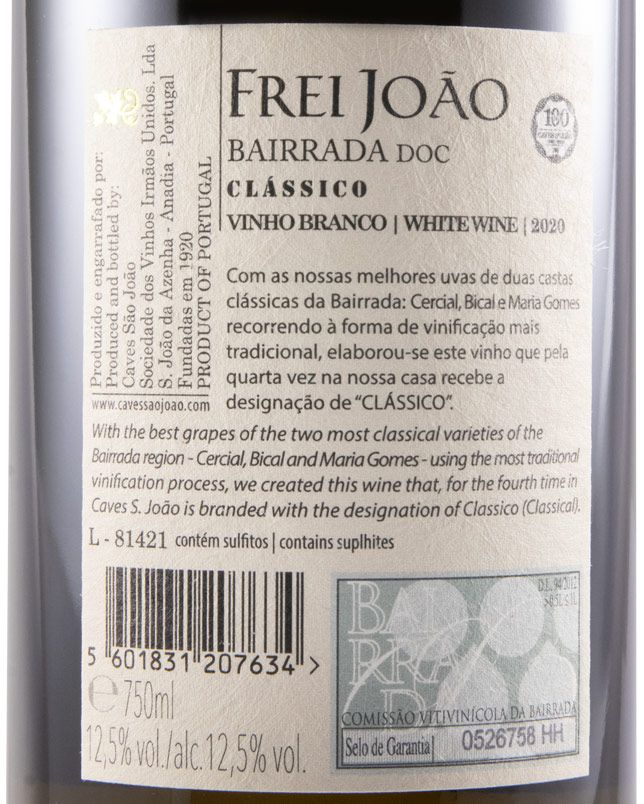 FREI JOÃO
BAIRRADA DOC
CLÁSSICO
VINHO BRANCO | WHITE WINE | 2020
100
Produzido e engarrafado por:
Produced and bottled by:
Caves São João
Sociedade dos Vinhos Irmãos Unidos. Lda
S. João da Azenha - Anadia - Portugal
Fundadas em 1920
PRODUCT OF PORTUGAL
www.cavessaojoao.com
Com as nossas melhores uvas de duas castas
clássicas da Bairrada: Cercial, Bical e Maria Gomes
recorrendo à forma de vinificação mais
tradicional, elaborou-se este vinho que pela
quarta vez na nossa casa recebe a
designação de “CLÁSSICO”.
With the best grapes of the two most classical varieties of the
Bairrada region - Cercial, Bical and Maria Gomes - using the most traditional
vinification process, we created this wine that, for the fourth time in
Caves S. João is branded with the designation of Classico (Classical).
L - 81421 contém sulfitos | contains suplhites
5 601831 207634 >
e 750ml
12,5% vol./alc.12,5% vol.
D.L. 94/2012
BAI
RRA
D
COMISSÃO VITIVINÍCOLA DA BAIRRADA
Selo de Garantia 0526758 HH